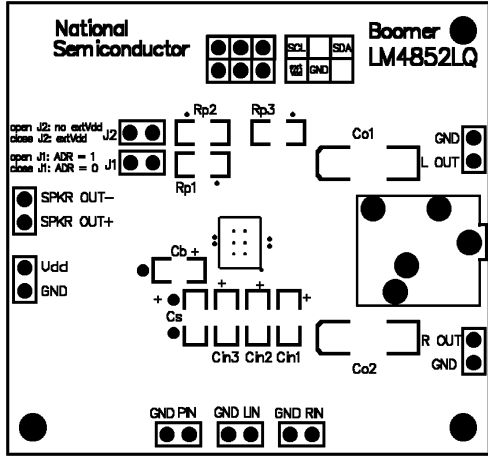 National
Semiconductor
Boomer
LM4852LQ
SCL SDA
GND
Rp2 Rp3 Co1
open J2: no extVdd
close J2: extVdd
J2
open J1: ADR = 1
close J1: ADR = 0
J1
GND
L OUT
Rp1
SPKR OUT-
SPKR OUT+
Cb +
Vdd
GND
+ + + +
Cs
Cin3 Cin2 Cin1
Co2
R OUT
GND
GND PIN GND LIN GND RIN